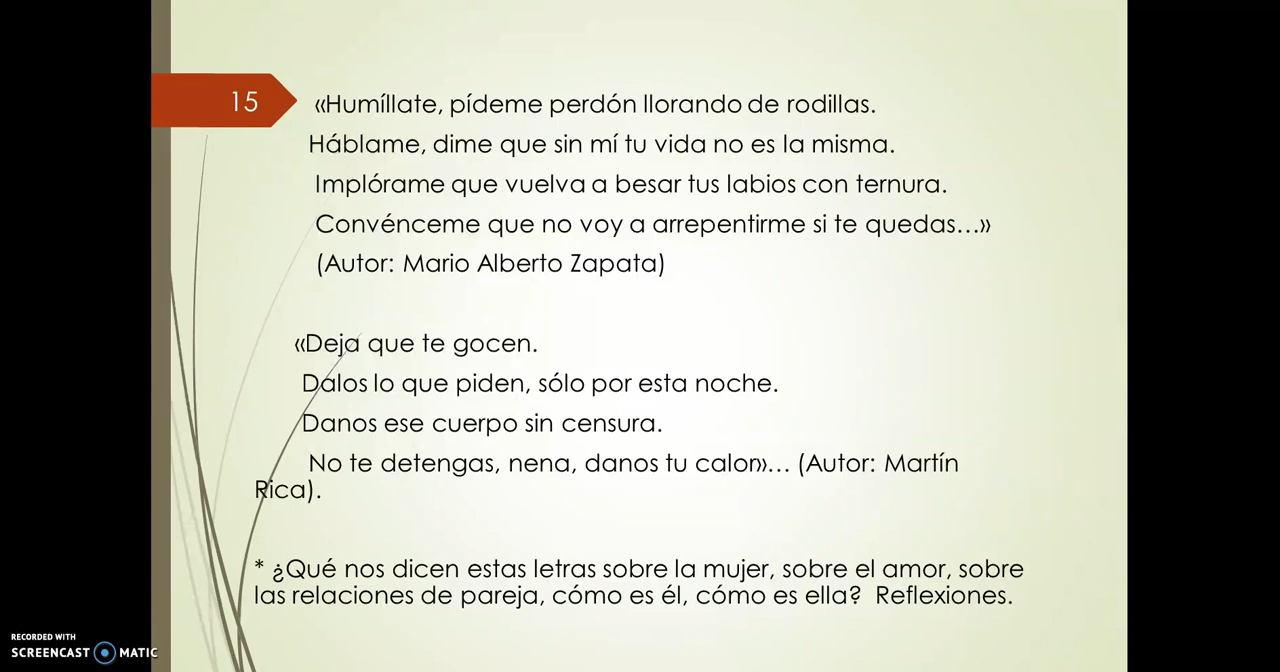 15
«Humíllate, pídeme perdón llorando de rodillas.
Háblame, dime que sin mí tu vida no es la misma.
Implórame que vuelva a besar tus labios con ternura.
Convénceme que no voy a arrepentirme si te quedas...»
(Autor: Mario Alberto Zapata)
«Deja que te gocen.
Dalos lo que piden, sólo por esta noche.
Danos ese cuerpo sin censura.
No te detengas, nena, danos tu calor»... (Autor: Martín
Rica).
* ¿Qué nos dicen estas letras sobre la mujer, sobre el amor, sobre
las relaciones de pareja, cómo es él, cómo es ella? Reflexiones.
RECORDED WITH
SCREENCAST MATIC